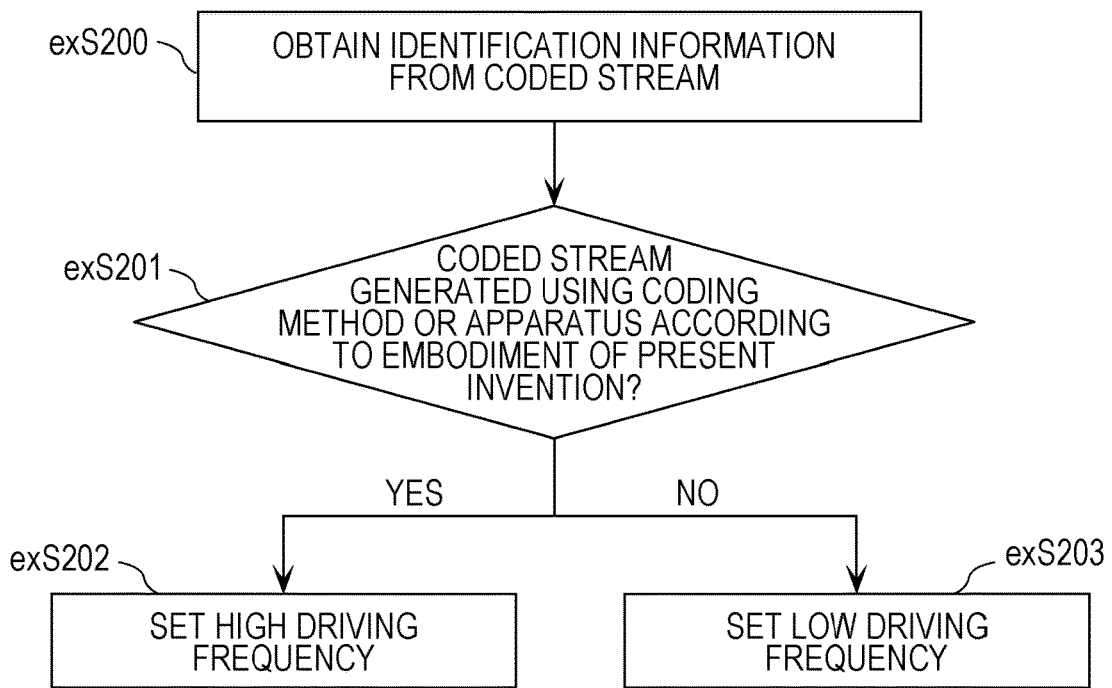 exS200
OBTAIN IDENTIFICATION INFORMATION
FROM CODED STREAM
exS201
CODED STREAM
GENERATED USING CODING
METHOD OR APPARATUS ACCORDING
TO EMBODIMENT OF PRESENT
INVENTION?
YES
NO
exS202
SET HIGH DRIVING
FREQUENCY
exS203
SET LOW DRIVING
FREQUENCY